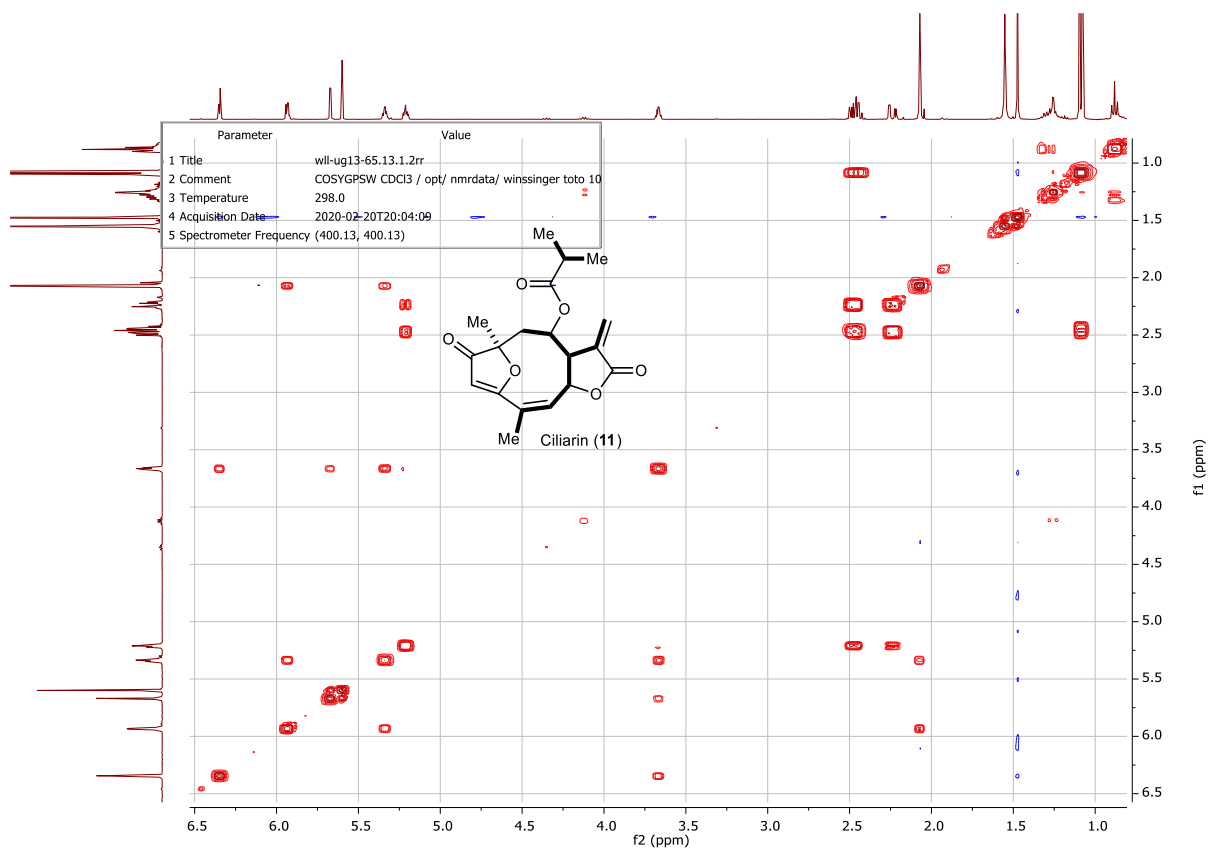 Parameter Value
1 Title wll-ug13-65.13.1.2rr
2 Comment COSYGPSW CDCl3 / opt/ nmrdata/ winssinger toto 10
3 Temperature 298.0
4 Acquisition Date 2020-02-20T20:04:09
5 Spectrometer Frequency (400.13, 400.13)
Me
Me
O
O
Me
O
O
O
O
Me
Ciliarin (11)
1.0
1.5
2.0
2.5
3.0
3.5
4.0
4.5
5.0
5.5
6.0
6.5
f1 (ppm)
6.5 6.0 5.5 5.0 4.5 4.0 3.5 3.0 2.5 2.0 1.5 1.0
f2 (ppm)